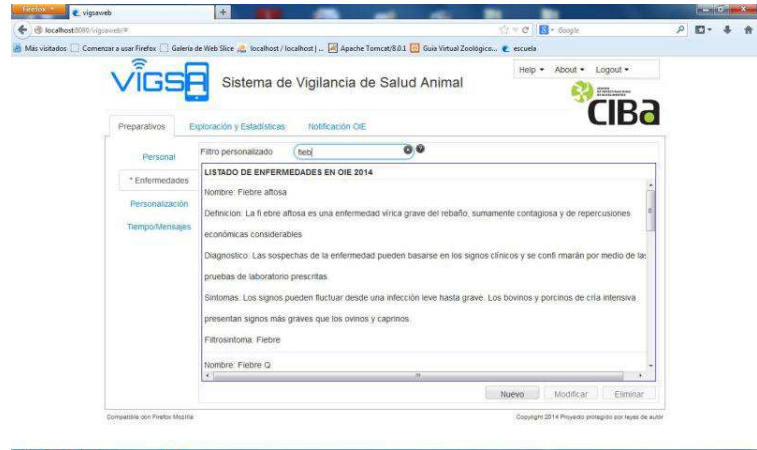 Firefox
vigsaweb
localhost:8080/vigsaweb/#
Google
Más visitados Comenzar a usar Firefox Galería de Web Slice localhost / localhost | ... Apache Tomcat/8.0.1 Guia Virtual Zoológico... escuela
VIGSA Sistema de Vigilancia de Salud Animal
Help About Logout
CIBa
Preparativos Exploración y Estadísticas Notificación OIE
Personal
* Enfermedades
Personalización
Tiempo/Mensajes
Filtro personalizado fieb
LISTADO DE ENFERMEDADES EN OIE 2014
Nombre: Fiebre aftosa
Definicion: La fi ebre aftosa es una enfermedad vírica grave del rebaño, sumamente contagiosa y de repercusiones
económicas considerables
Diagnostico: Las sospechas de la enfermedad pueden basarse en los signos clínicos y se confi rmarán por medio de las
pruebas de laboratorio prescritas.
Sintomas: Los signos pueden fluctuar desde una infección leve hasta grave. Los bovinos y porcinos de cría intensiva
presentan signos más graves que los ovinos y caprinos.
Filtrosintoma: Fiebre
Nombre: Fiebre Q
Nuevo Modificar Eliminar
Compatible con Firefox Mozilla
Copyright 2014 Proyecto protegido por leyes de autor